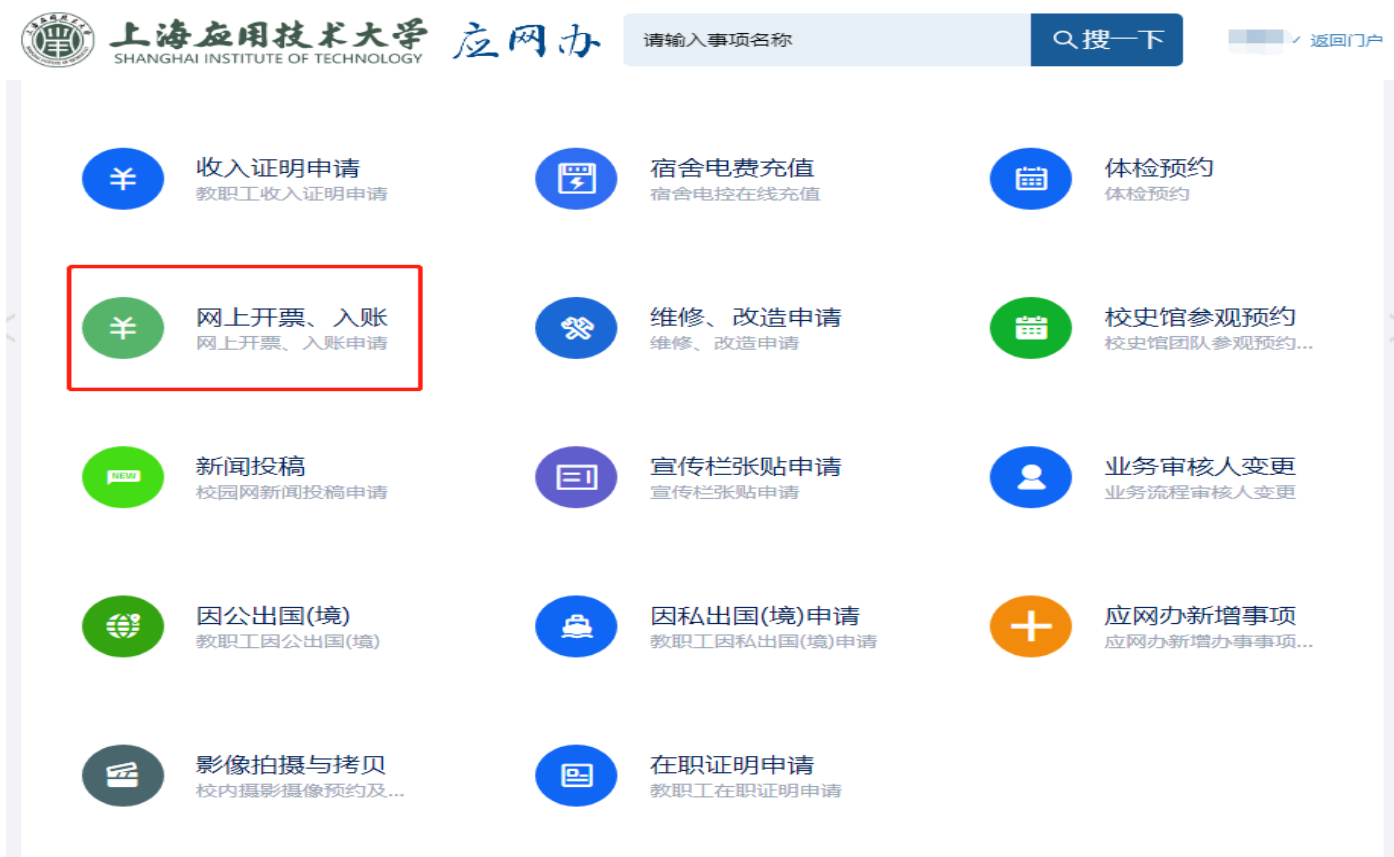 上海应用技术大学
SHANGHAI INSTITUTE OF TECHNOLOGY
应网办
请输入事项名称
搜一下
返回门户
收入证明申请
教职工收入证明申请
宿舍电费充值
宿舍电控在线充值
体检预约
体检预约
网上开票、入账
网上开票、入账申请
维修、改造申请
维修、改造申请
校史馆参观预约
校史馆团队参观预约...
NEW
新闻投稿
校园网新闻投稿申请
宣传栏张贴申请
宣传栏张贴申请
业务审核人变更
业务流程审核人变更
因公出国(境)
教职工因公出国(境)
因私出国(境)申请
教职工因私出国(境)申请
应网办新增事项
应网办新增办事事项...
影像拍摄与拷贝
校内摄影摄像预约及...
在职证明申请
教职工在职证明申请